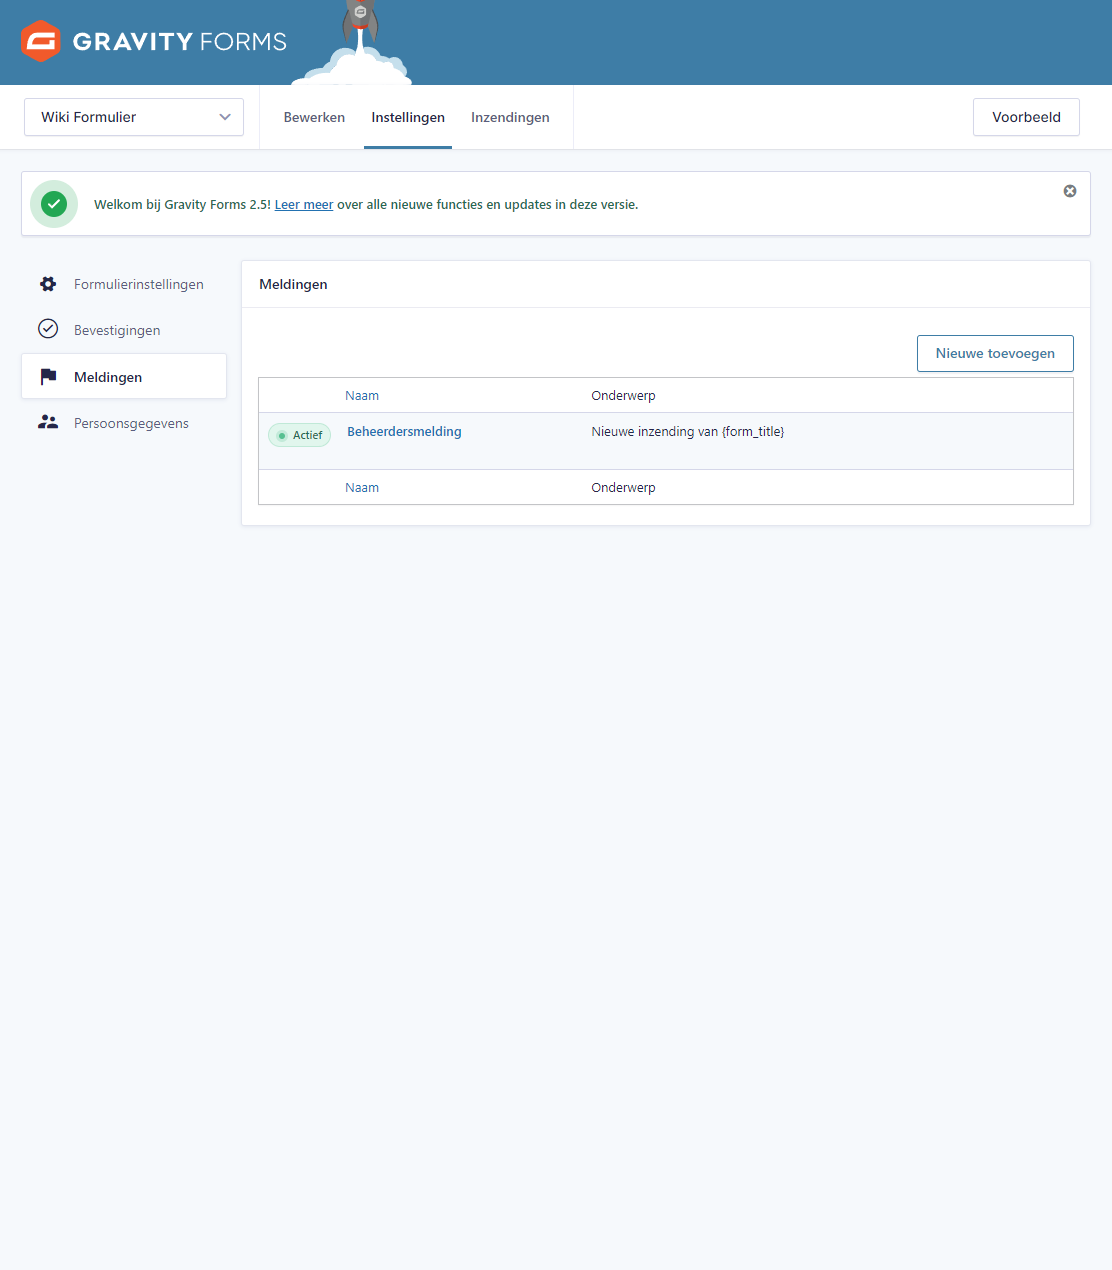 GRAVITY FORMS
Wiki Formulier
Bewerken Instellingen Inzendingen
Voorbeeld
Welkom bij Gravity Forms 2.5! Leer meer over alle nieuwe functies en updates in deze versie.
Formulierinstellingen
Bevestigingen
Meldingen
Persoonsgegevens
Meldingen
Nieuwe toevoegen
Naam Onderwerp
Actief Beheerdersmelding Nieuwe inzending van {form_title}
Naam Onderwerp